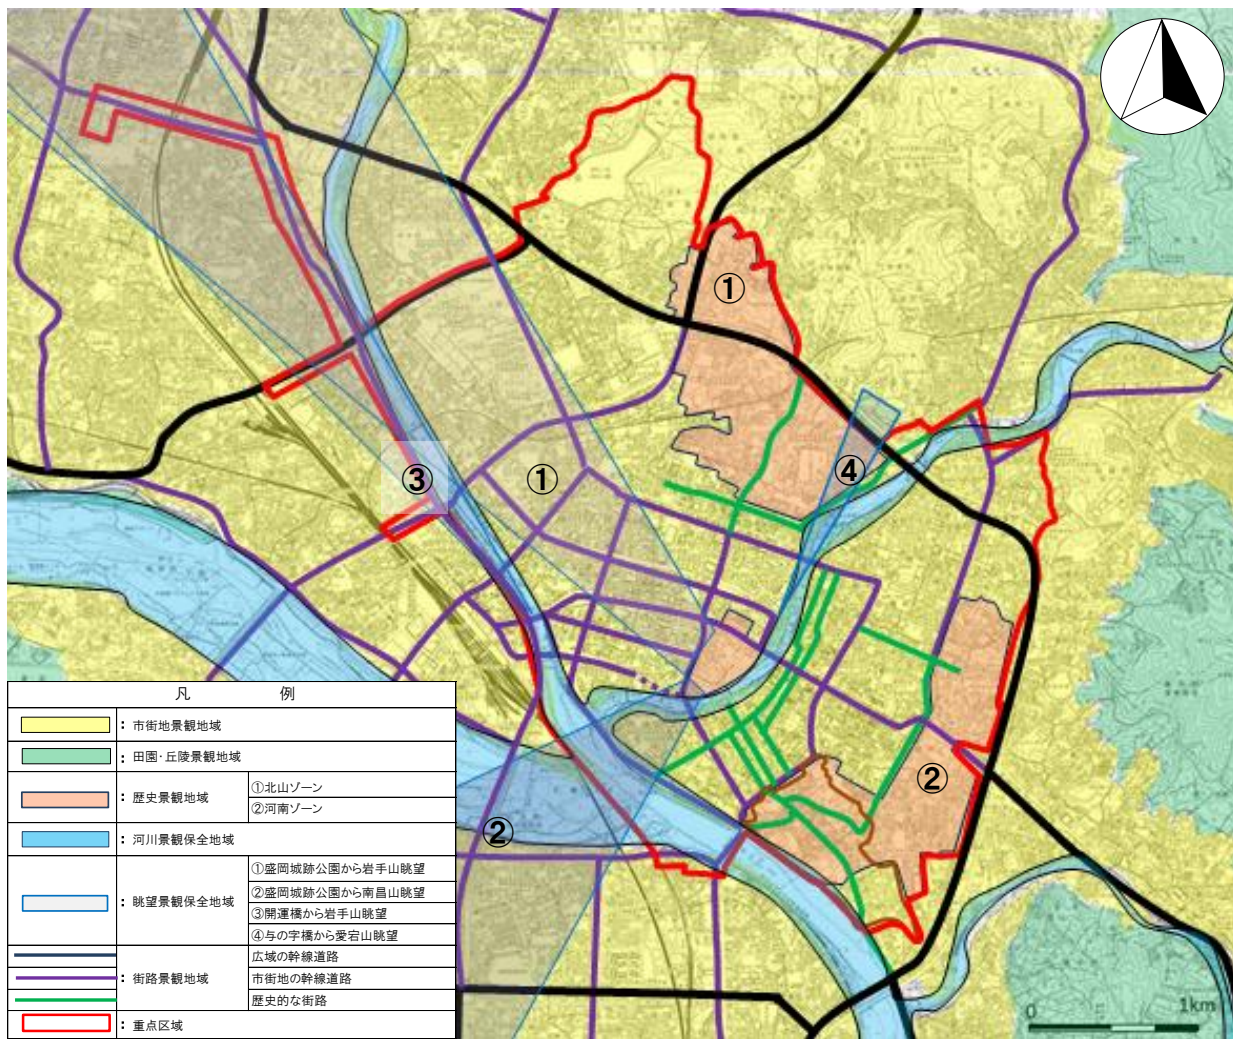 ①
④
③
①
②
②
凡 例
：市街地景観地域
：田園・丘陵景観地域
：歴史景観地域
①北山ゾーン
②河南ゾーン
：河川景観保全地域
：眺望景観保全地域
①盛岡城跡公園から岩手山眺望
②盛岡城跡公園から南昌山眺望
③開運橋から岩手山眺望
④与の字橋から愛宕山眺望
：街路景観地域
広域の幹線道路
市街地の幹線道路
歴史的な街路
：重点区域
0 1km